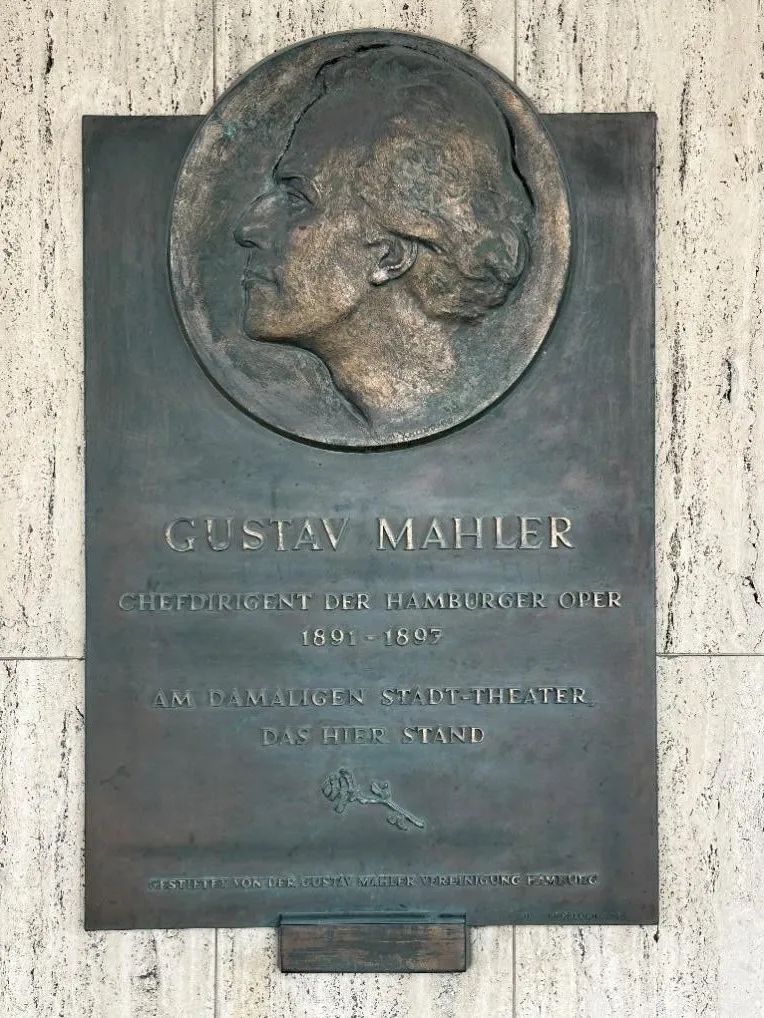 GUSTAV MAHLER
CHEFDIRIGENT DER HAMBURGER OPER
1891 - 1897
AM DAMALIGEN STADT-THEATER,
DAS HIER STAND
GESTIFTET VON DER GUSTAV MAHLER VEREINIGUNG HAMBURG